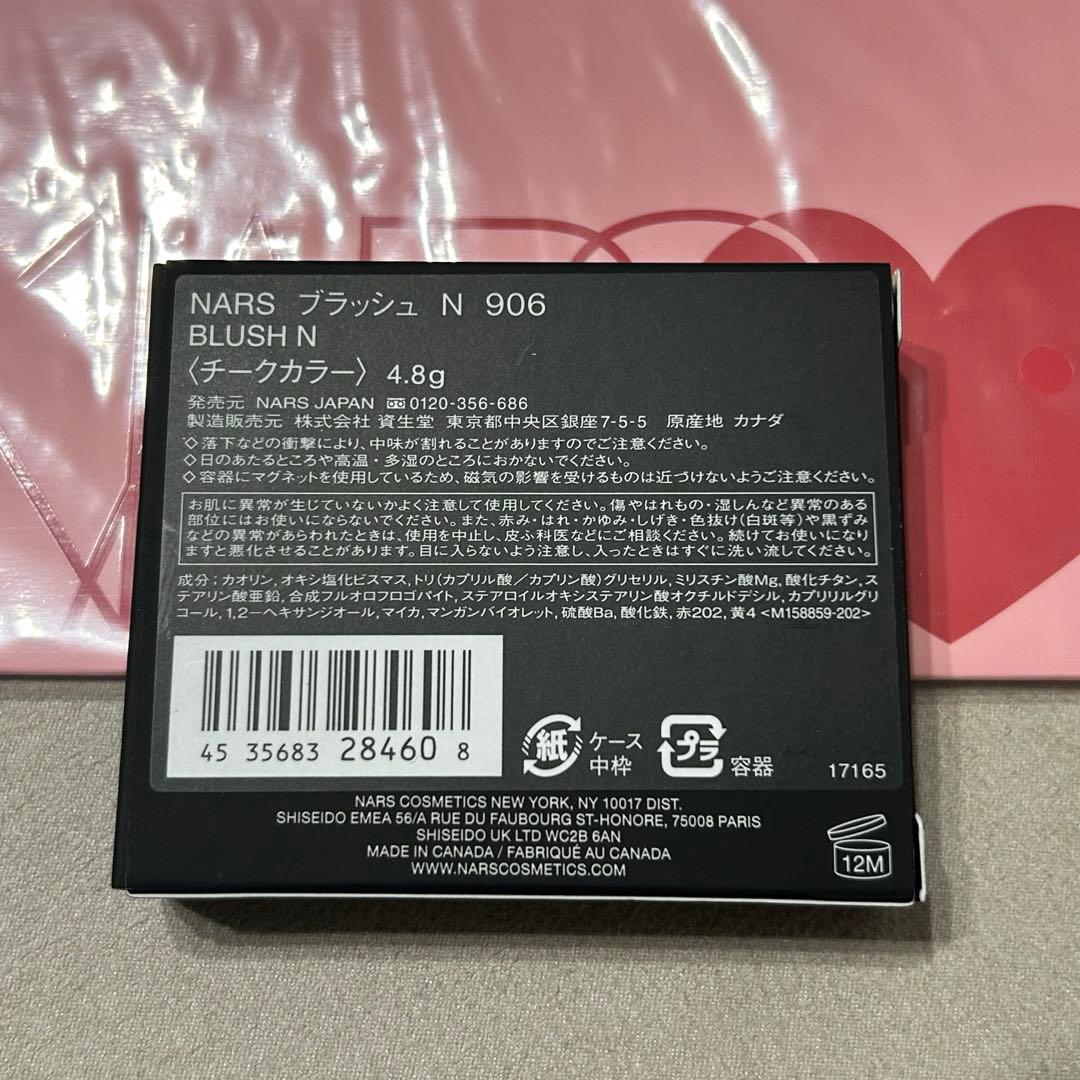 NARS ブラッシュ N 906
BLUSH N
〈チークカラー〉 4.8g
発売元 NARS JAPAN 0120-356-686
製造販売元 株式会社 資生堂 東京都中央区銀座7-5-5 原産地 カナダ
◇落下などの衝撃により、中味が割れることがありますのでご注意ください。
◇日のあたるところや高温・多湿のところにおかないでください。
◇容器にマグネットを使用しているため、磁気の影響を受けるものは近づけないようご注意ください。
お肌に異常が生じていないかよく注意して使用してください。傷やはれもの・湿しんなど異常のある
部位にはお使いにならないでください。また、赤み・はれ・かゆみ・しげき・色抜け(白斑等)や黒ずみ
などの異常があらわれたときは、使用を中止し、皮ふ科医などにご相談ください。続けてお使いになり
ますと悪化させることがあります。目に入らないよう注意し、入ったときはすぐに洗い流してください。
成分；カオリン, オキシ塩化ビスマス, トリ(カプリル酸／カプリン酸)グリセリル, ミリスチン酸Mg, 酸化チタン, ス
テアリン酸亜鉛, 合成フルオロフロゴパイト, ステアロイルオキシステアリン酸オクチルドデシル, カプリリルグリ
コール, 1,2－ヘキサンジオール, マイカ, マンガンバイオレット, 硫酸Ba, 酸化鉄, 赤202, 黄4 <M158859-202>
45 35683 28460 8
紙 ケース 中枠
プラ 容器
17165
NARS COSMETICS NEW YORK, NY 10017 DIST.
SHISEIDO EMEA 56/A RUE DU FAUBOURG ST-HONORE, 75008 PARIS
SHISEIDO UK LTD WC2B 6AN
MADE IN CANADA / FABRIQUÉ AU CANADA
WWW.NARSCOSMETICS.COM
12M